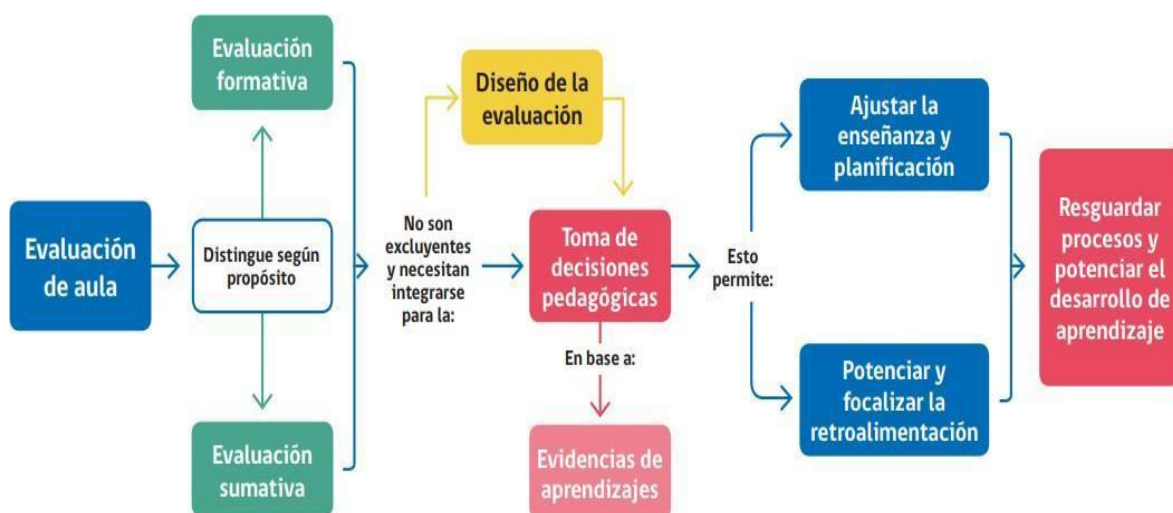 Evaluación
de aula
Distingue según
propósito
Evaluación
formativa
Evaluación
sumativa
No son
excluyentes
y necesitan
integrarse
para la:
Diseño de la
evaluación
Toma de
decisiones
pedagógicas
En base a:
Evidencias de
aprendizajes
Esto
permite:
Ajustar la
enseñanza y
planificación
Potenciar y
focalizar la
retroalimentación
Resguardar
procesos y
potenciar el
desarrollo de
aprendizaje